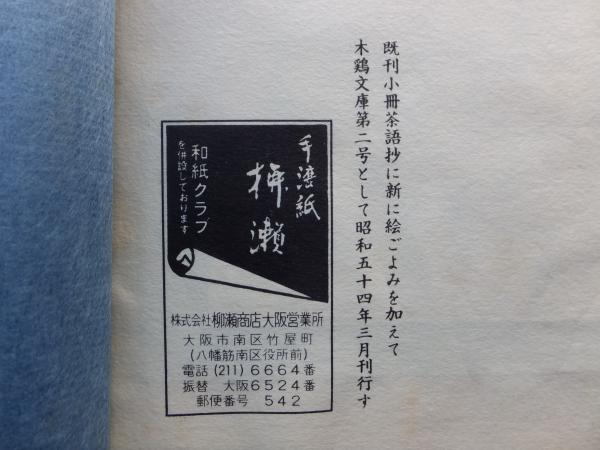 既刊小冊茶語抄に新に絵ごよみを加えて
木鶏文庫第二号として昭和五十四年三月刊行す
手漉紙
栁瀬
和紙クラブ
を併設しております
株式会社柳瀬商店大阪営業所
大阪市南区竹屋町
(八幡筋南区役所前)
電話(211)6664番
振替 大阪6524番
郵便番号 542